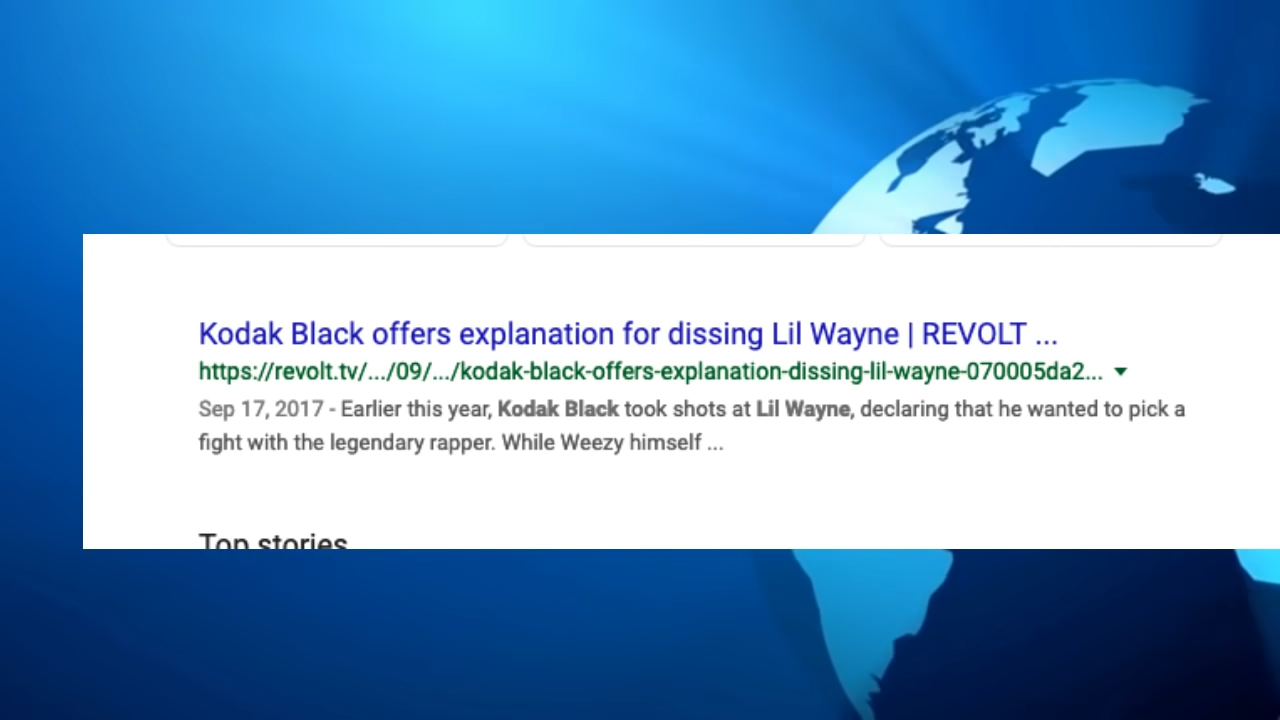 Kodak Black offers explanation for dissing Lil Wayne | REVOLT ...
https://revolt.tv/.../09/.../kodak-black-offers-explanation-dissing-lil-wayne-070005da2...
Sep 17, 2017 - Earlier this year, Kodak Black took shots at Lil Wayne, declaring that he wanted to pick a
fight with the legendary rapper. While Weezy himself ...
Top stories